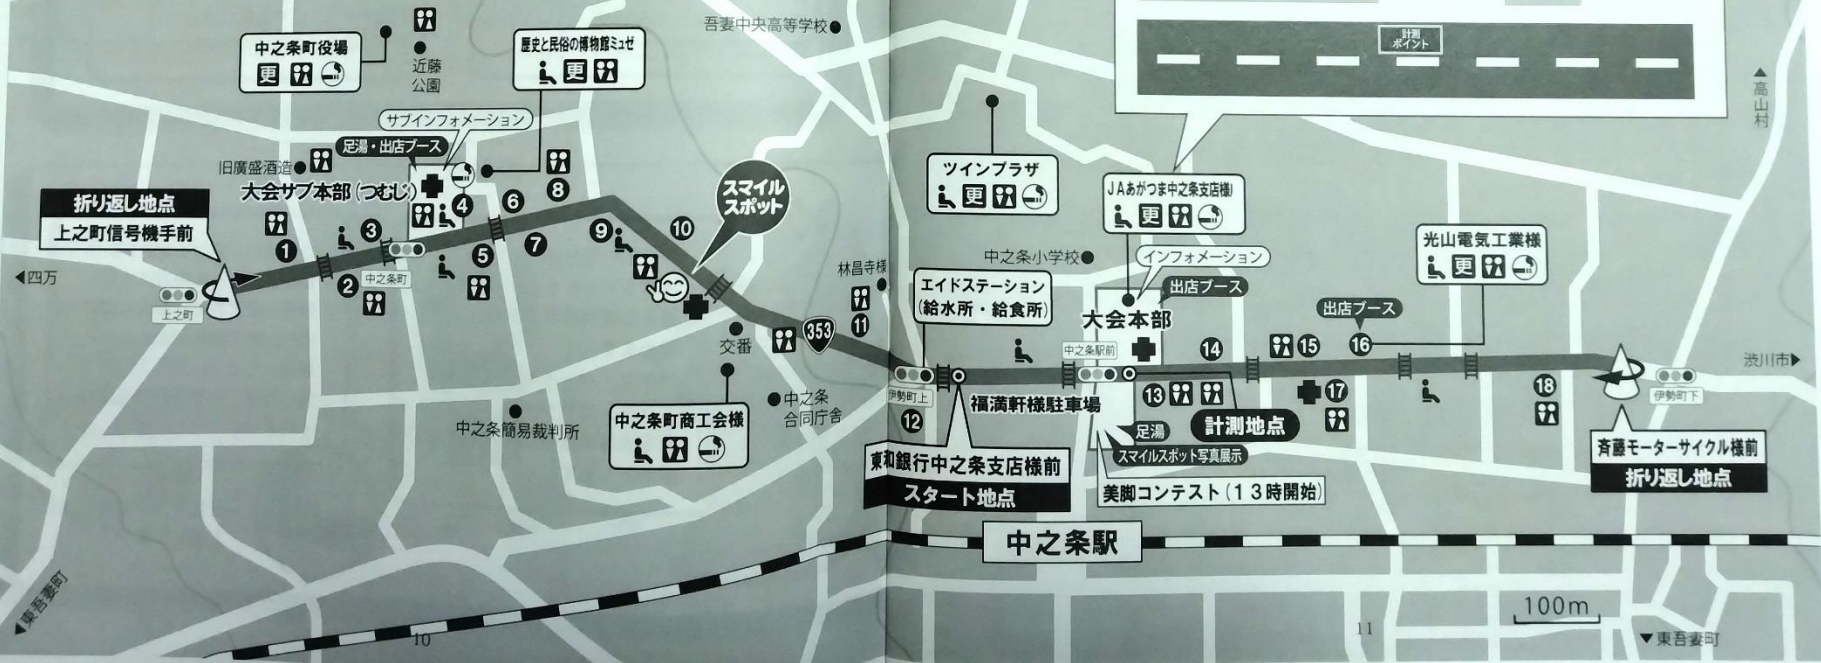 中之条町役場
更
近藤
公園
歴史と民俗の博物館ミュゼ
更
吾妻中央高等学校
計測
ポイント
▲高山村
サブインフォメーション
足湯・出店ブース
旧廣盛酒造
大会サブ本部(つむじ)
折り返し地点
上之町信号機手前
◀四万
上之町
1
2
3
中之条町
4
5
6
7
8
9
10
スマイル
スポット
ツインプラザ
更
JAあがつま中之条支店様
更
光山電気工業様
更
中之条小学校
インフォメーション
出店ブース
大会本部
中之条駅前
林昌寺様
11
エイドステーション
(給水所・給食所)
353
交番
中之条町商工会様
中之条
合同庁舎
中之条簡易裁判所
伊勢町上
12
福満軒様駐車場
東和銀行中之条支店様前
スタート地点
13
14
15
出店ブース
16
17
18
足湯
計測地点
スマイルスポット写真展示
美脚コンテスト(13時開始)
渋川市▶
伊勢町下
斉藤モーターサイクル様前
折り返し地点
中之条駅
◀東吾妻町
10
11
100m
▼東吾妻町